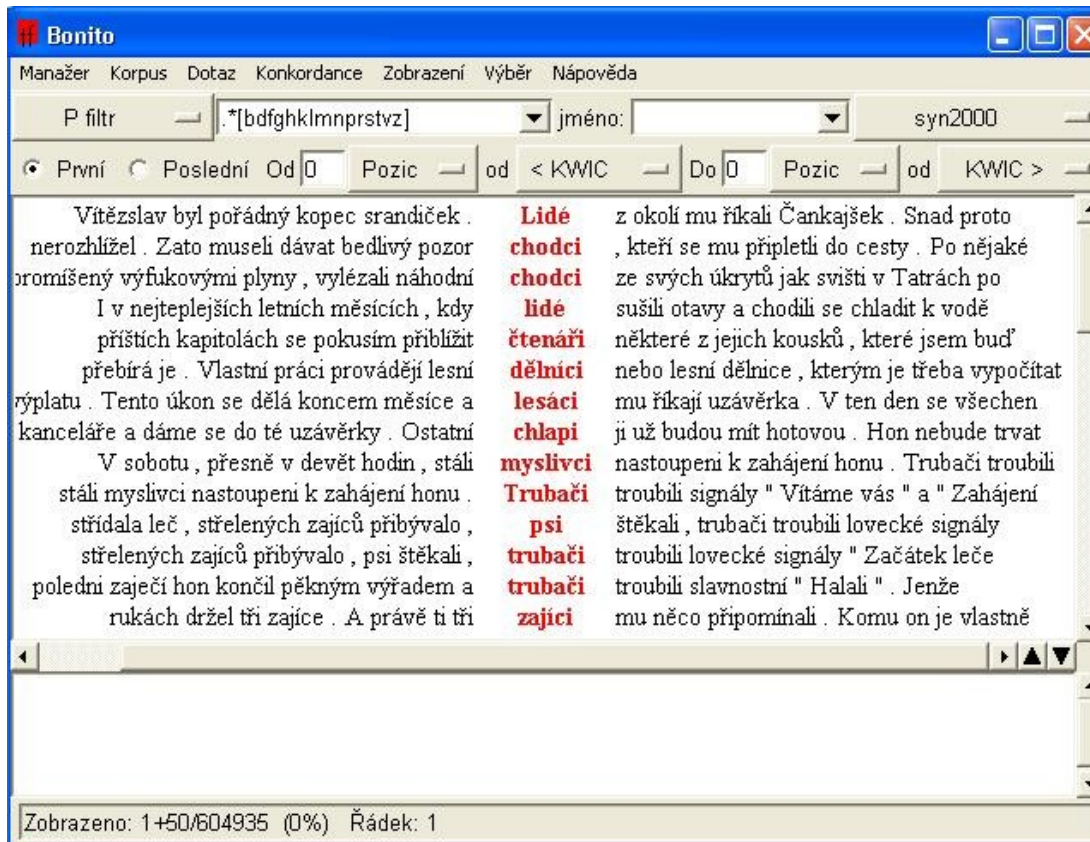 Bonito
Manažer Korpus Dotaz Konkordance Zobrazení Výběr Nápověda
P filtr .*[bdfghklmnprstvz] jméno: syn2000
První Poslední Od 0 Pozic od < KWIC Do 0 Pozic od KWIC >
Vítězslav byl pořádný kopec srandiček . Lidé z okolí mu říkali Čankajšek . Snad proto
nerozhlížel . Zato museli dávat bedlivý pozor chodci , kteří se mu připletli do cesty . Po nějaké
promíšený výfukovými plyny , vylézali náhodní chodci ze svých úkrytů jak svišti v Tatrách po
I v nejteplejších letních měsících , kdy lidé sušili otavy a chodili se chladit k vodě
příštích kapitolách se pokusím přiblížit čtenáři některé z jejich kousků , které jsem buď
přebírá je . Vlastní práci provádějí lesní dělníci nebo lesní dělnice , kterým je třeba vypočítat
výplatu . Tento úkon se dělá koncem měsíce a lesáci mu říkají uzávěrka . V ten den se všechen
kanceláře a dáme se do té uzávěrky . Ostatní chlapi ji už budou mít hotovou . Hon nebude trvat
V sobotu , přesně v devět hodin , stáli myslivci nastoupeni k zahájení honu . Trubači troubili
stáli myslivci nastoupeni k zahájení honu . Trubači troubili signály " Vítáme vás " a " Zahájení
střídala leč , střelených zajíců přibývalo , psi štěkali , trubači troubili lovecké signály
střelených zajíců přibývalo , psi štěkali , trubači troubili lovecké signály " Začátek leče
poledni zaječí hon končil pěkným výřadem a trubači troubili slavnostní " Halali " . Jenže
rukách držel tři zajíce . A právě ti tři zajíci mu něco připomínali . Komu on je vlastně
Zobrazeno: 1+50/604935 (0%) Řádek: 1